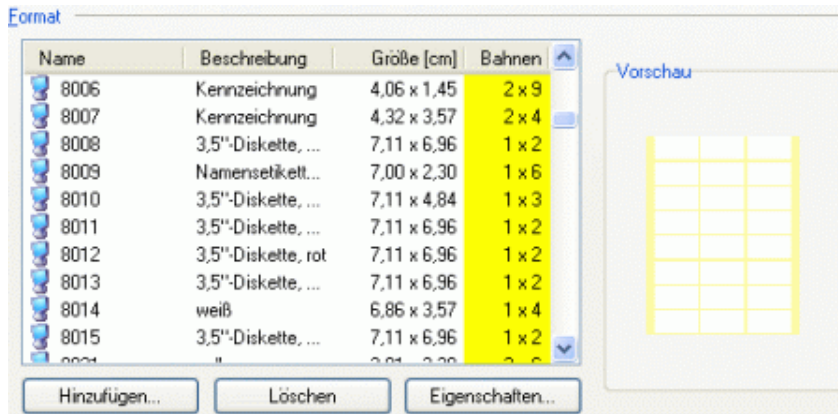 Format
Name Beschreibung Größe [cm] Bahnen
8006 Kennzeichnung 4,06 x 1,45 2 x 9
8007 Kennzeichnung 4,32 x 3,57 2 x 4
8008 3,5"-Diskette, ... 7,11 x 6,96 1 x 2
8009 Namensetikett... 7,00 x 2,30 1 x 6
8010 3,5"-Diskette, ... 7,11 x 4,84 1 x 3
8011 3,5"-Diskette, ... 7,11 x 6,96 1 x 2
8012 3,5"-Diskette, rot 7,11 x 6,96 1 x 2
8013 3,5"-Diskette, ... 7,11 x 6,96 1 x 2
8014 weiß 6,86 x 3,57 1 x 4
8015 3,5"-Diskette, ... 7,11 x 6,96 1 x 2
Hinzufügen... Löschen Eigenschaften...
Vorschau